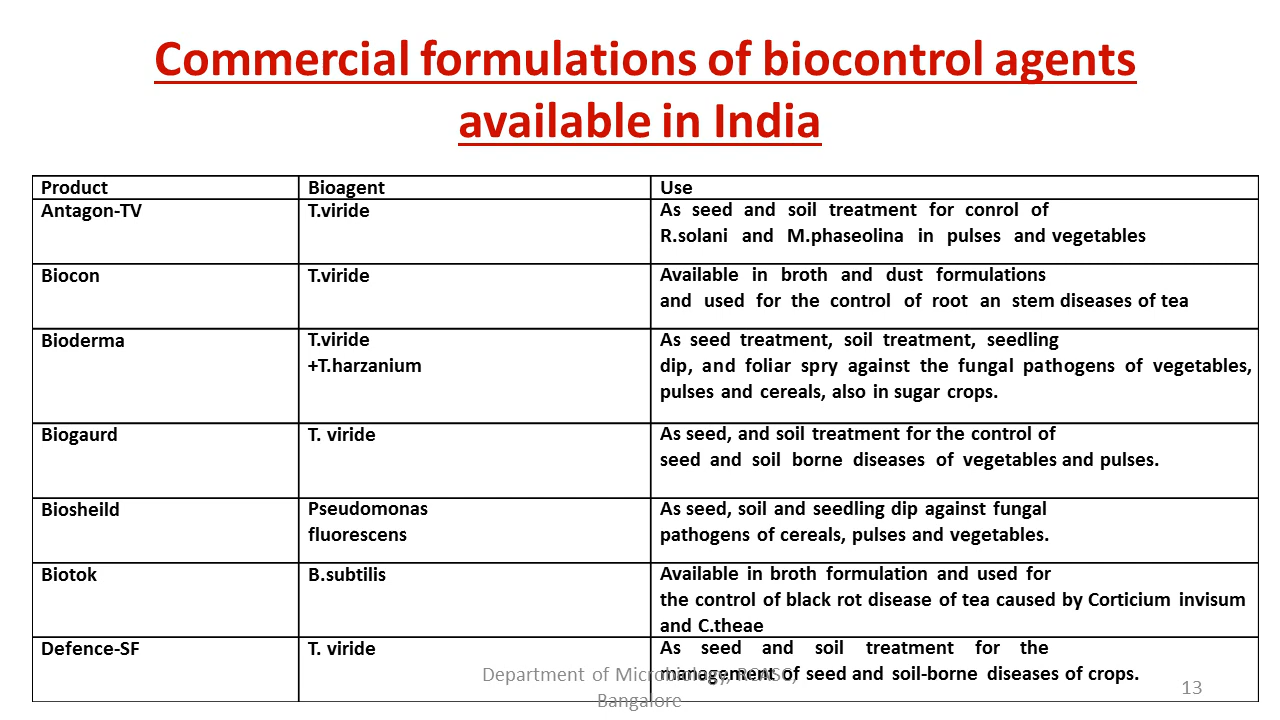 Commercial formulations of biocontrol agents
available in India
Product Bioagent Use
Antagon-TV T.viride As seed and soil treatment for conrol of
R.solani and M.phaseolina in pulses and vegetables
Biocon T.viride Available in broth and dust formulations
and used for the control of root an stem diseases of tea
Bioderma T.viride As seed treatment, soil treatment, seedling
+T.harzanium dip, and foliar spry against the fungal pathogens of vegetables,
pulses and cereals, also in sugar crops.
Biogaurd T. viride As seed, and soil treatment for the control of
seed and soil borne diseases of vegetables and pulses.
Biosheild Pseudomonas As seed, soil and seedling dip against fungal
fluorescens pathogens of cereals, pulses and vegetables.
Biotok B.subtilis Available in broth formulation and used for
the control of black rot disease of tea caused by Corticium invisum
and C.theae
Defence-SF T. viride As seed and soil treatment for the
management of seed and soil-borne diseases of crops.
Department of Microbiology, RCASC,
Bangalore
13